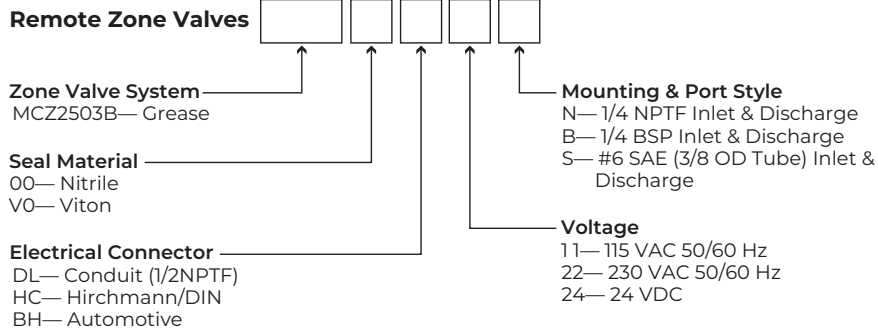 Remote Zone Valves
Zone Valve System
MCZ2503B— Grease
Seal Material
00— Nitrile
V0— Viton
Electrical Connector
DL— Conduit (1/2NPTF)
HC— Hirchmann/DIN
BH— Automotive
Mounting & Port Style
N— 1/4 NPTF Inlet & Discharge
B— 1/4 BSP Inlet & Discharge
S— #6 SAE (3/8 OD Tube) Inlet &
Discharge
Voltage
11— 115 VAC 50/60 Hz
22— 230 VAC 50/60 Hz
24— 24 VDC